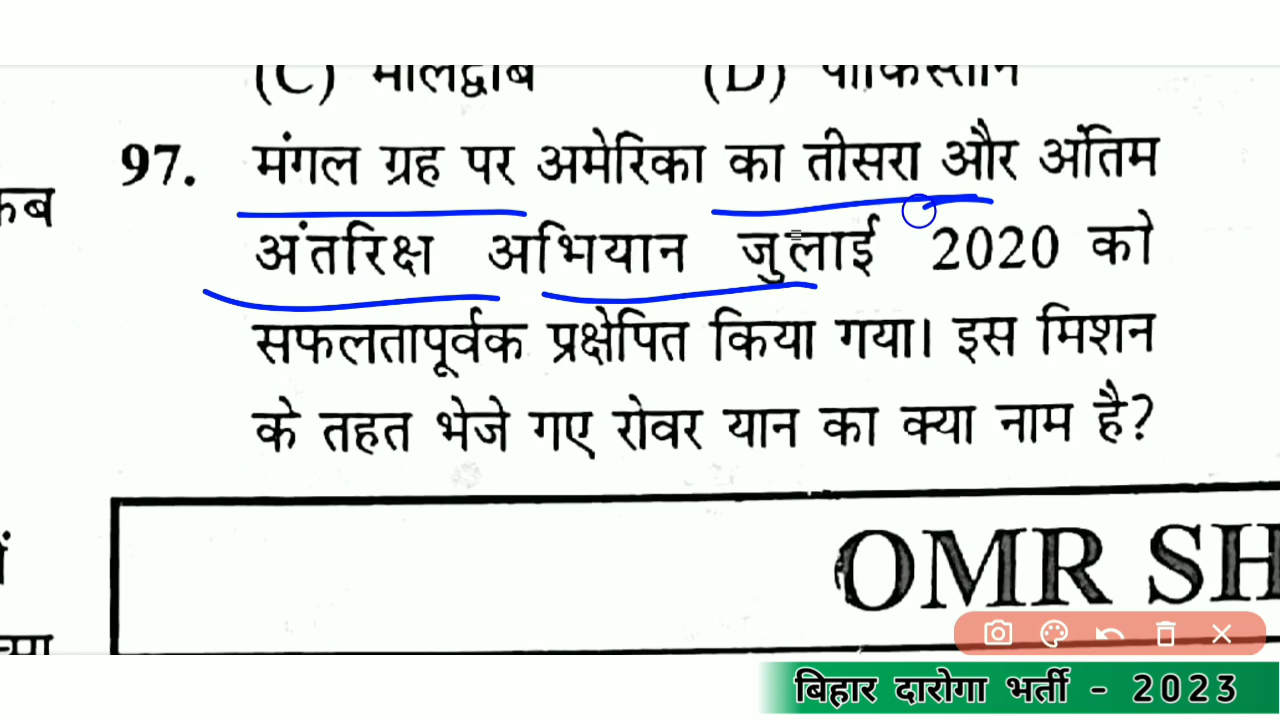 (C) मालद्वीब (D) पाकिस्तान
97. मंगल ग्रह पर अमेरिका का तीसरा और अंतिम
कब
अंतरिक्ष अभियान जुलाई 2020 को
सफलतापूर्वक प्रक्षेपित किया गया। इस मिशन
के तहत भेजे गए रोवर यान का क्या नाम है?
OMR SH
बिहार दारोगा भर्ती - 2023